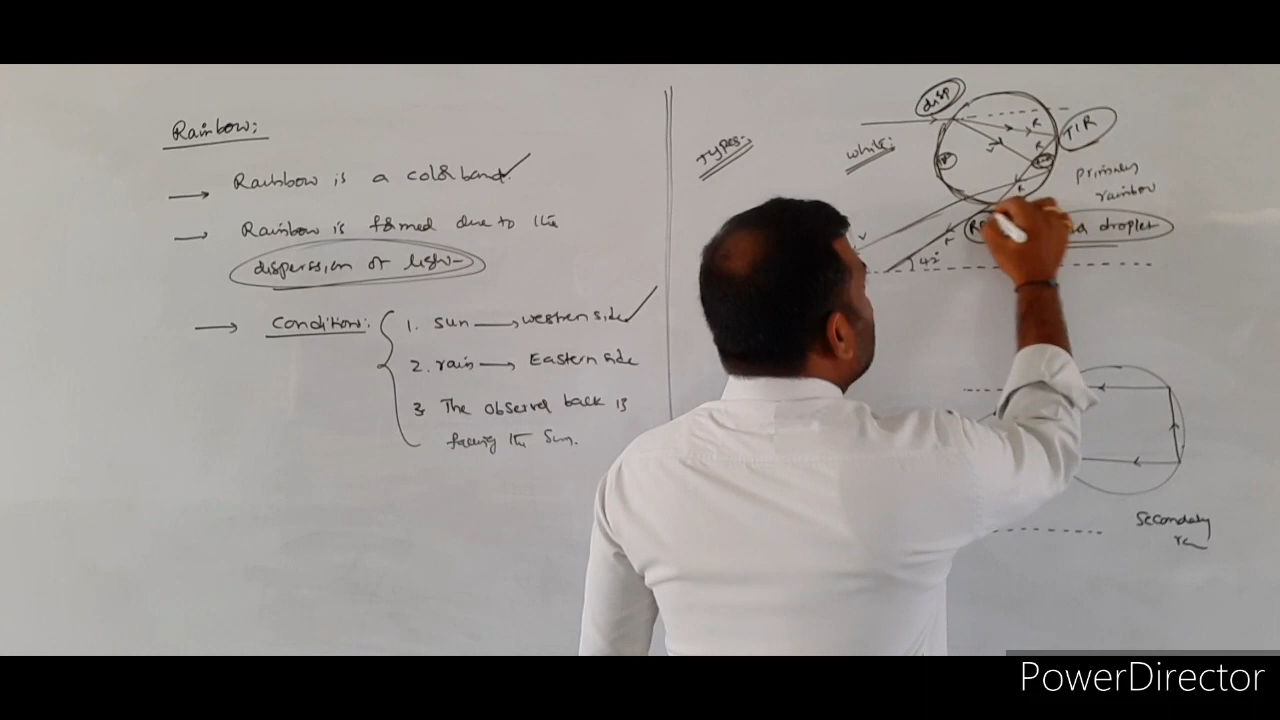 Rainbow:
Rainbow is a colour band.
Rainbow is formed due to the
disperssion of light
Condition:
1. Sun → western side
2. rain → Eastern side
3 The observer back is
facing the Sun.
TYPES:
disp
white:
R
R
TIR
V
r
primary
rainbow
droplet
V
r
42°
Secondary
PowerDirector